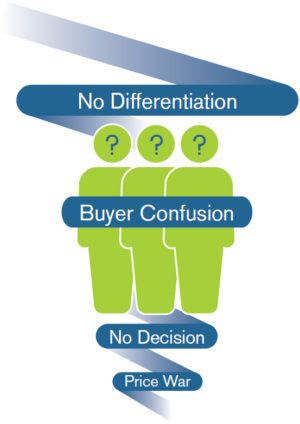 No Differentiation
? ? ?
Buyer Confusion
No Decision
Price War